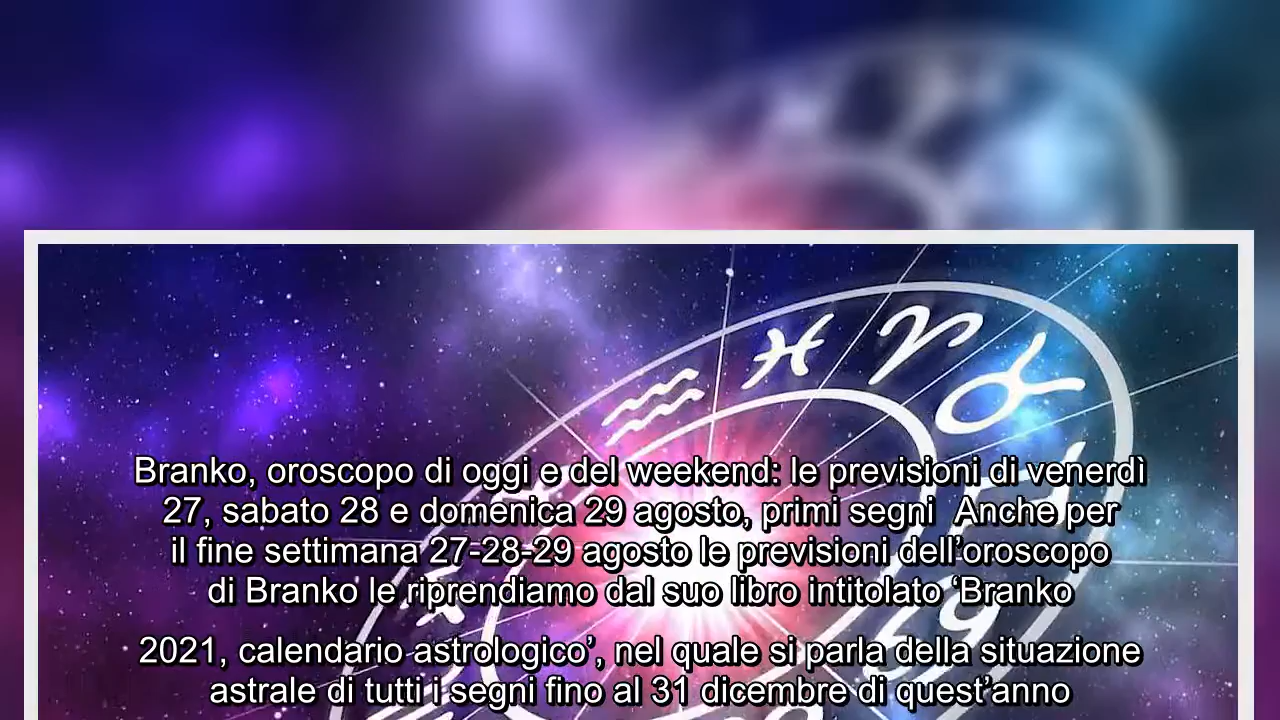 Branko, oroscopo di oggi e del weekend: le previsioni di venerdì
27, sabato 28 e domenica 29 agosto, primi segni  Anche per
il fine settimana 27-28-29 agosto le previsioni dell’oroscopo
di Branko le riprendiamo dal suo libro intitolato ‘Branko
2021, calendario astrologico’, nel quale si parla della situazione
astrale di tutti i segni fino al 31 dicembre di quest’anno